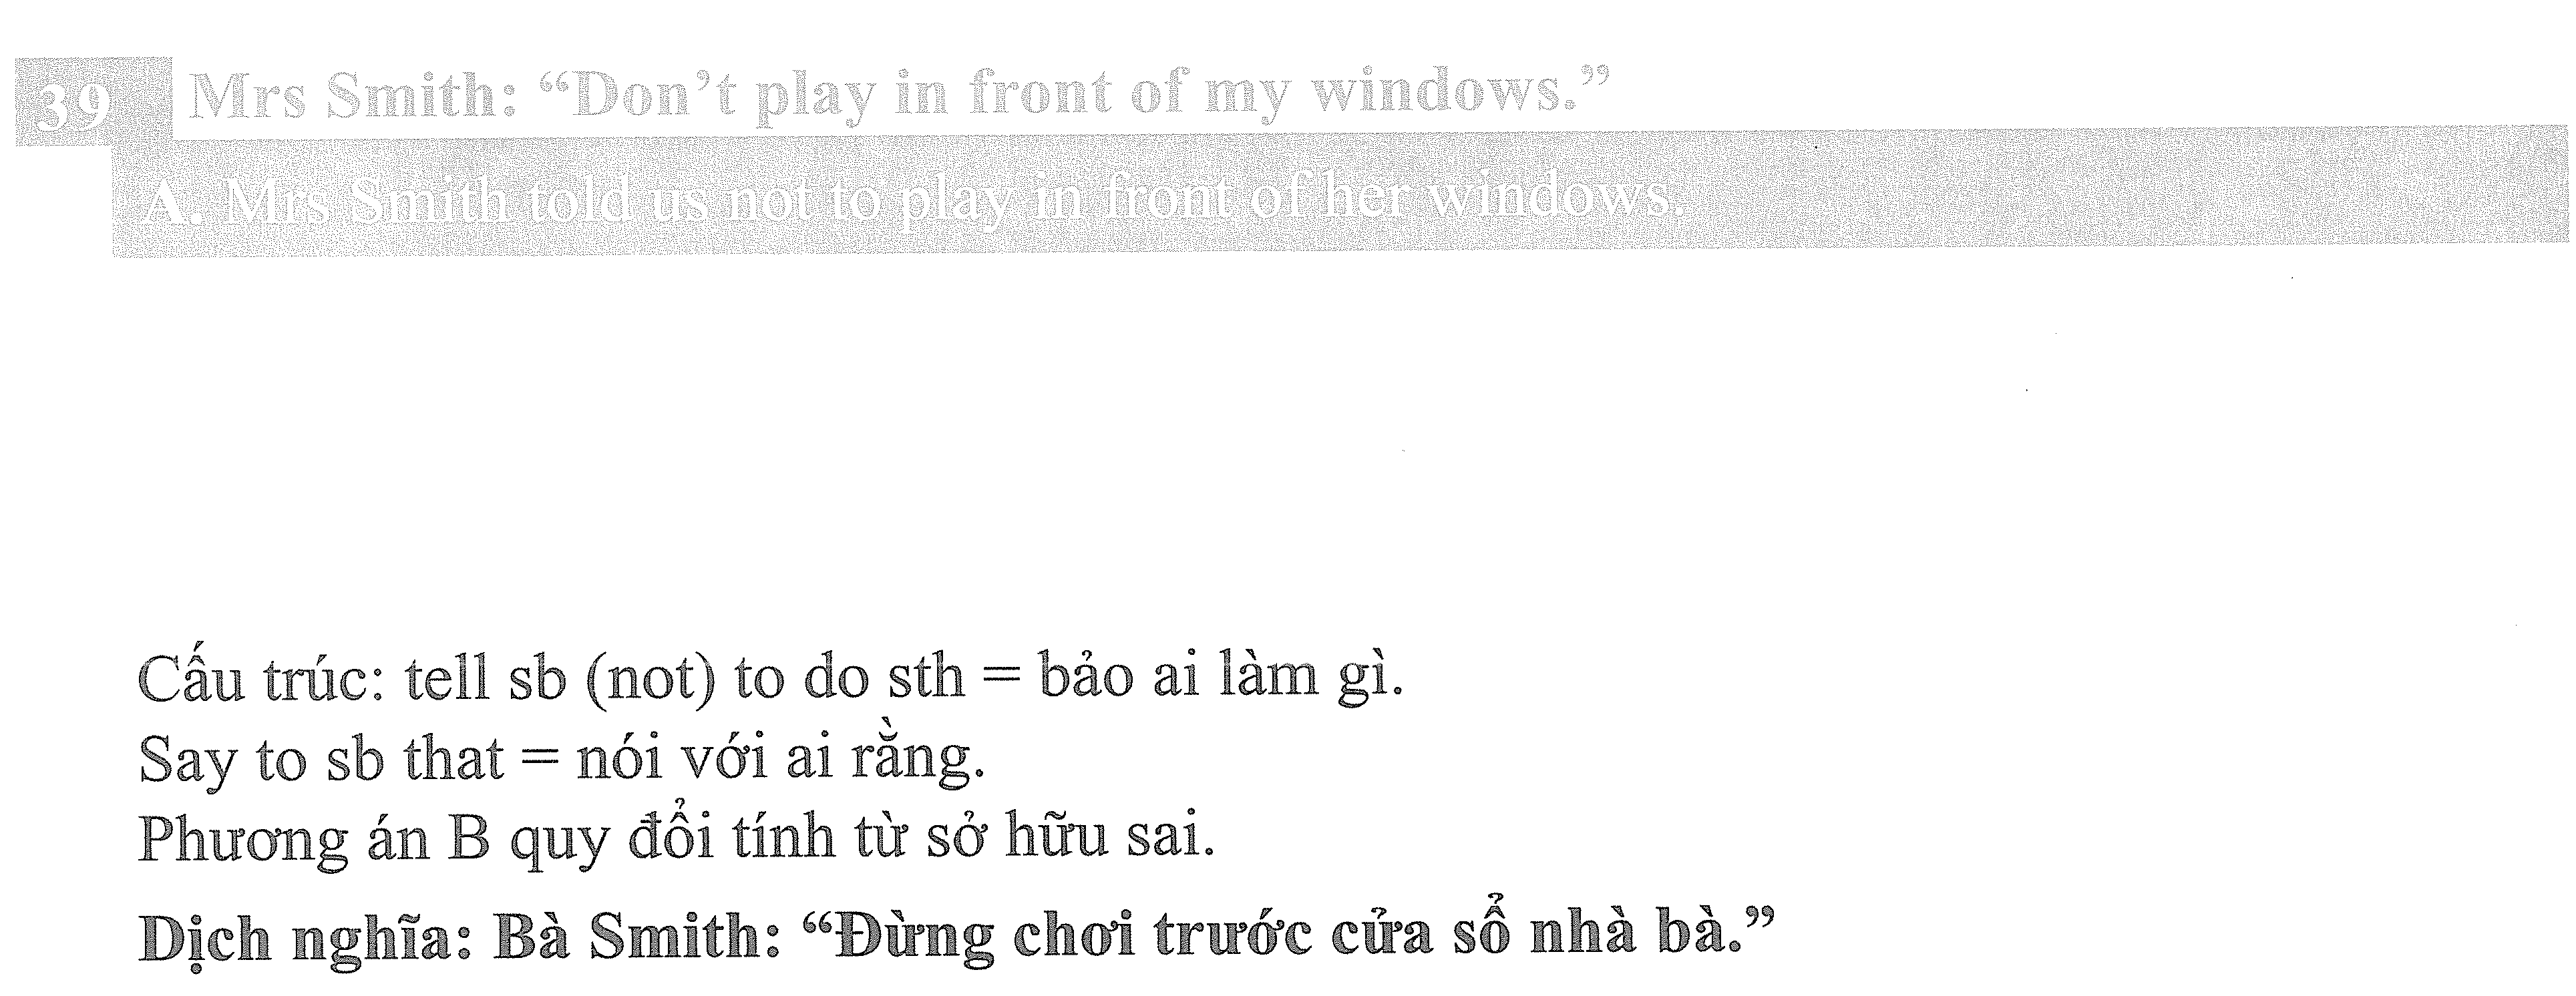 39 Mrs Smith: “Don’t play in front of my windows.”
A. Mrs Smith told us not to play in front of her windows.
Cấu trúc: tell sb (not) to do sth = bảo ai làm gì.
Say to sb that = nói với ai rằng.
Phương án B quy đổi tính từ sở hữu sai.
Dịch nghĩa: Bà Smith: “Đừng chơi trước cửa sổ nhà bà.”